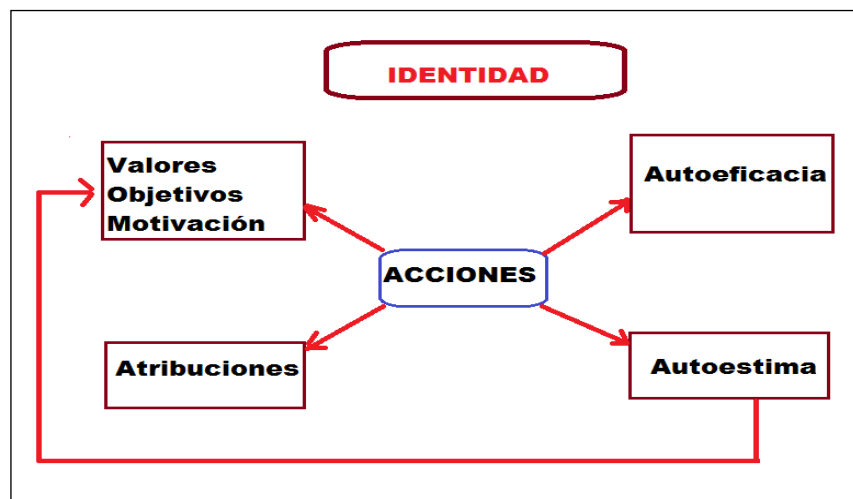 IDENTIDAD
Valores
Objetivos
Motivación
Autoeficacia
ACCIONES
Atribuciones
Autoestima